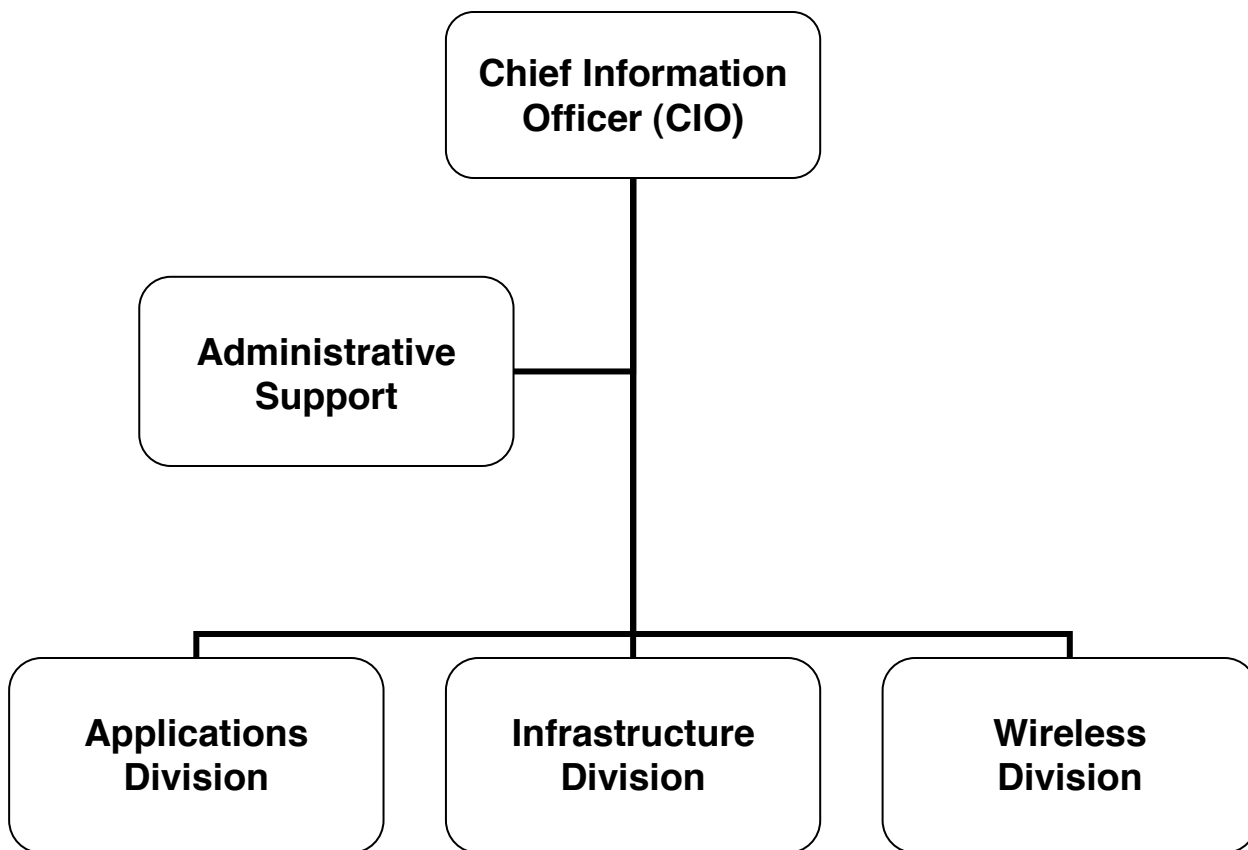 Chief Information
Officer (CIO)
Administrative
Support
Applications
Division
Infrastructure
Division
Wireless
Division